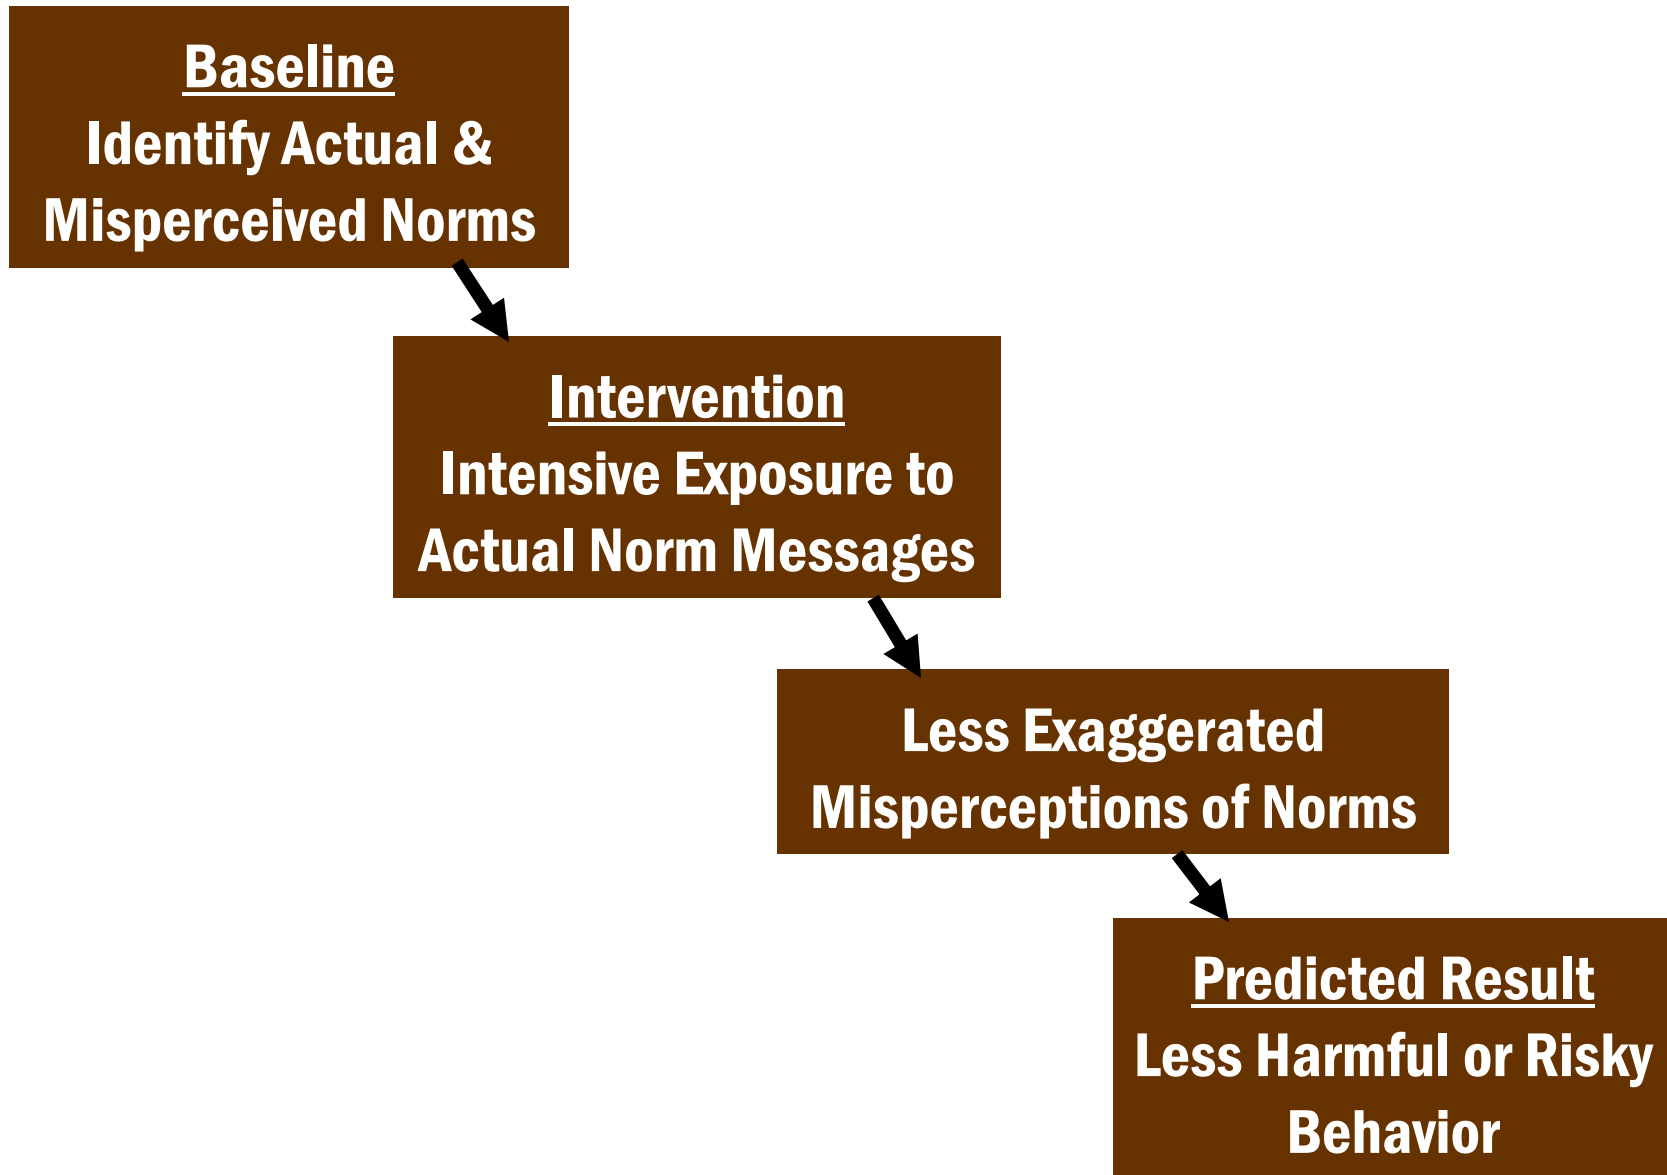 Baseline
Identify Actual &
Misperceived Norms
Intervention
Intensive Exposure to
Actual Norm Messages
Less Exaggerated
Misperceptions of Norms
Predicted Result
Less Harmful or Risky
Behavior